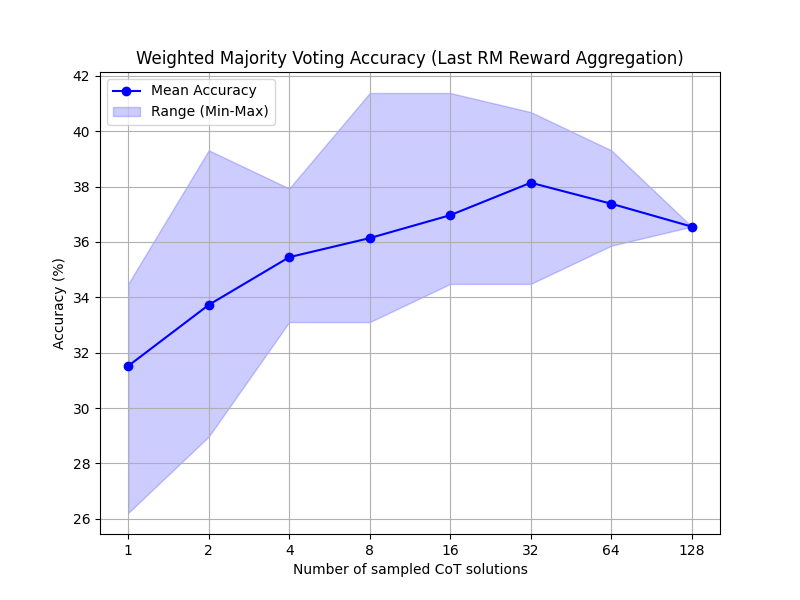 Weighted Majority Voting Accuracy (Last RM Reward Aggregation)
Mean Accuracy
Range (Min-Max)
Accuracy (%)
42
40
38
36
34
32
30
28
26
1 2 4 8 16 32 64 128
Number of sampled CoT solutions